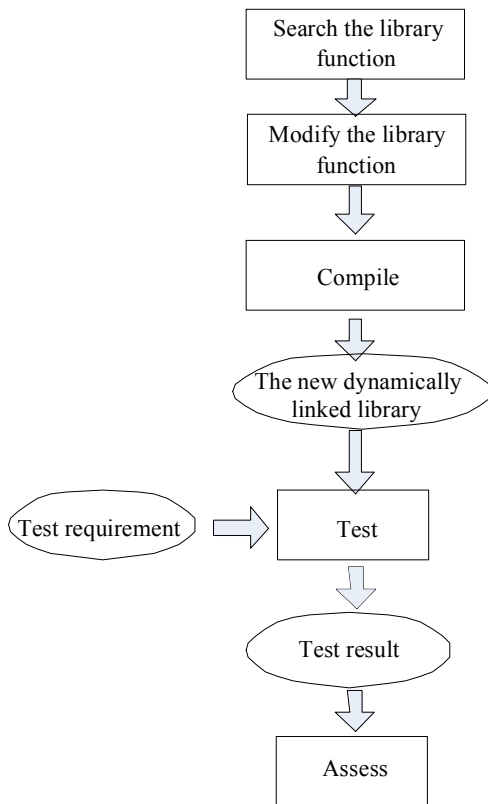 Search the library
function
Modify the library
function
Compile
The new dynamically
linked library
Test requirement
Test
Test result
Assess